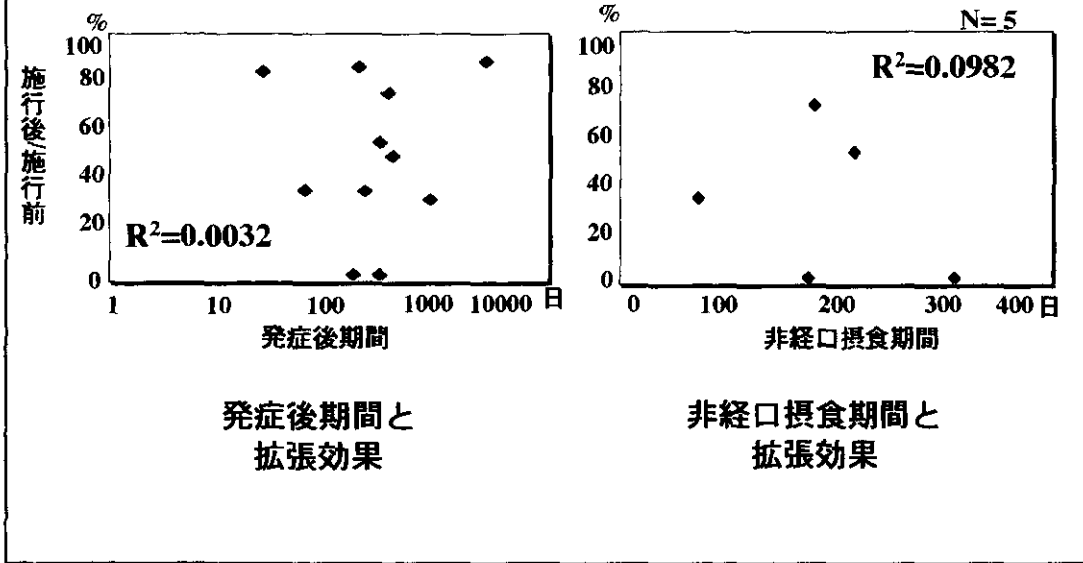 %
100
80
60
40
20
0
施行後/施行前
R²=0.0032
1 10 100 1000 10000 日
発症後期間
発症後期間と
拡張効果
%
N= 5
100
80
60
40
20
0
R²=0.0982
0 100 200 300 400 日
非経口摂食期間
非経口摂食期間と
拡張効果